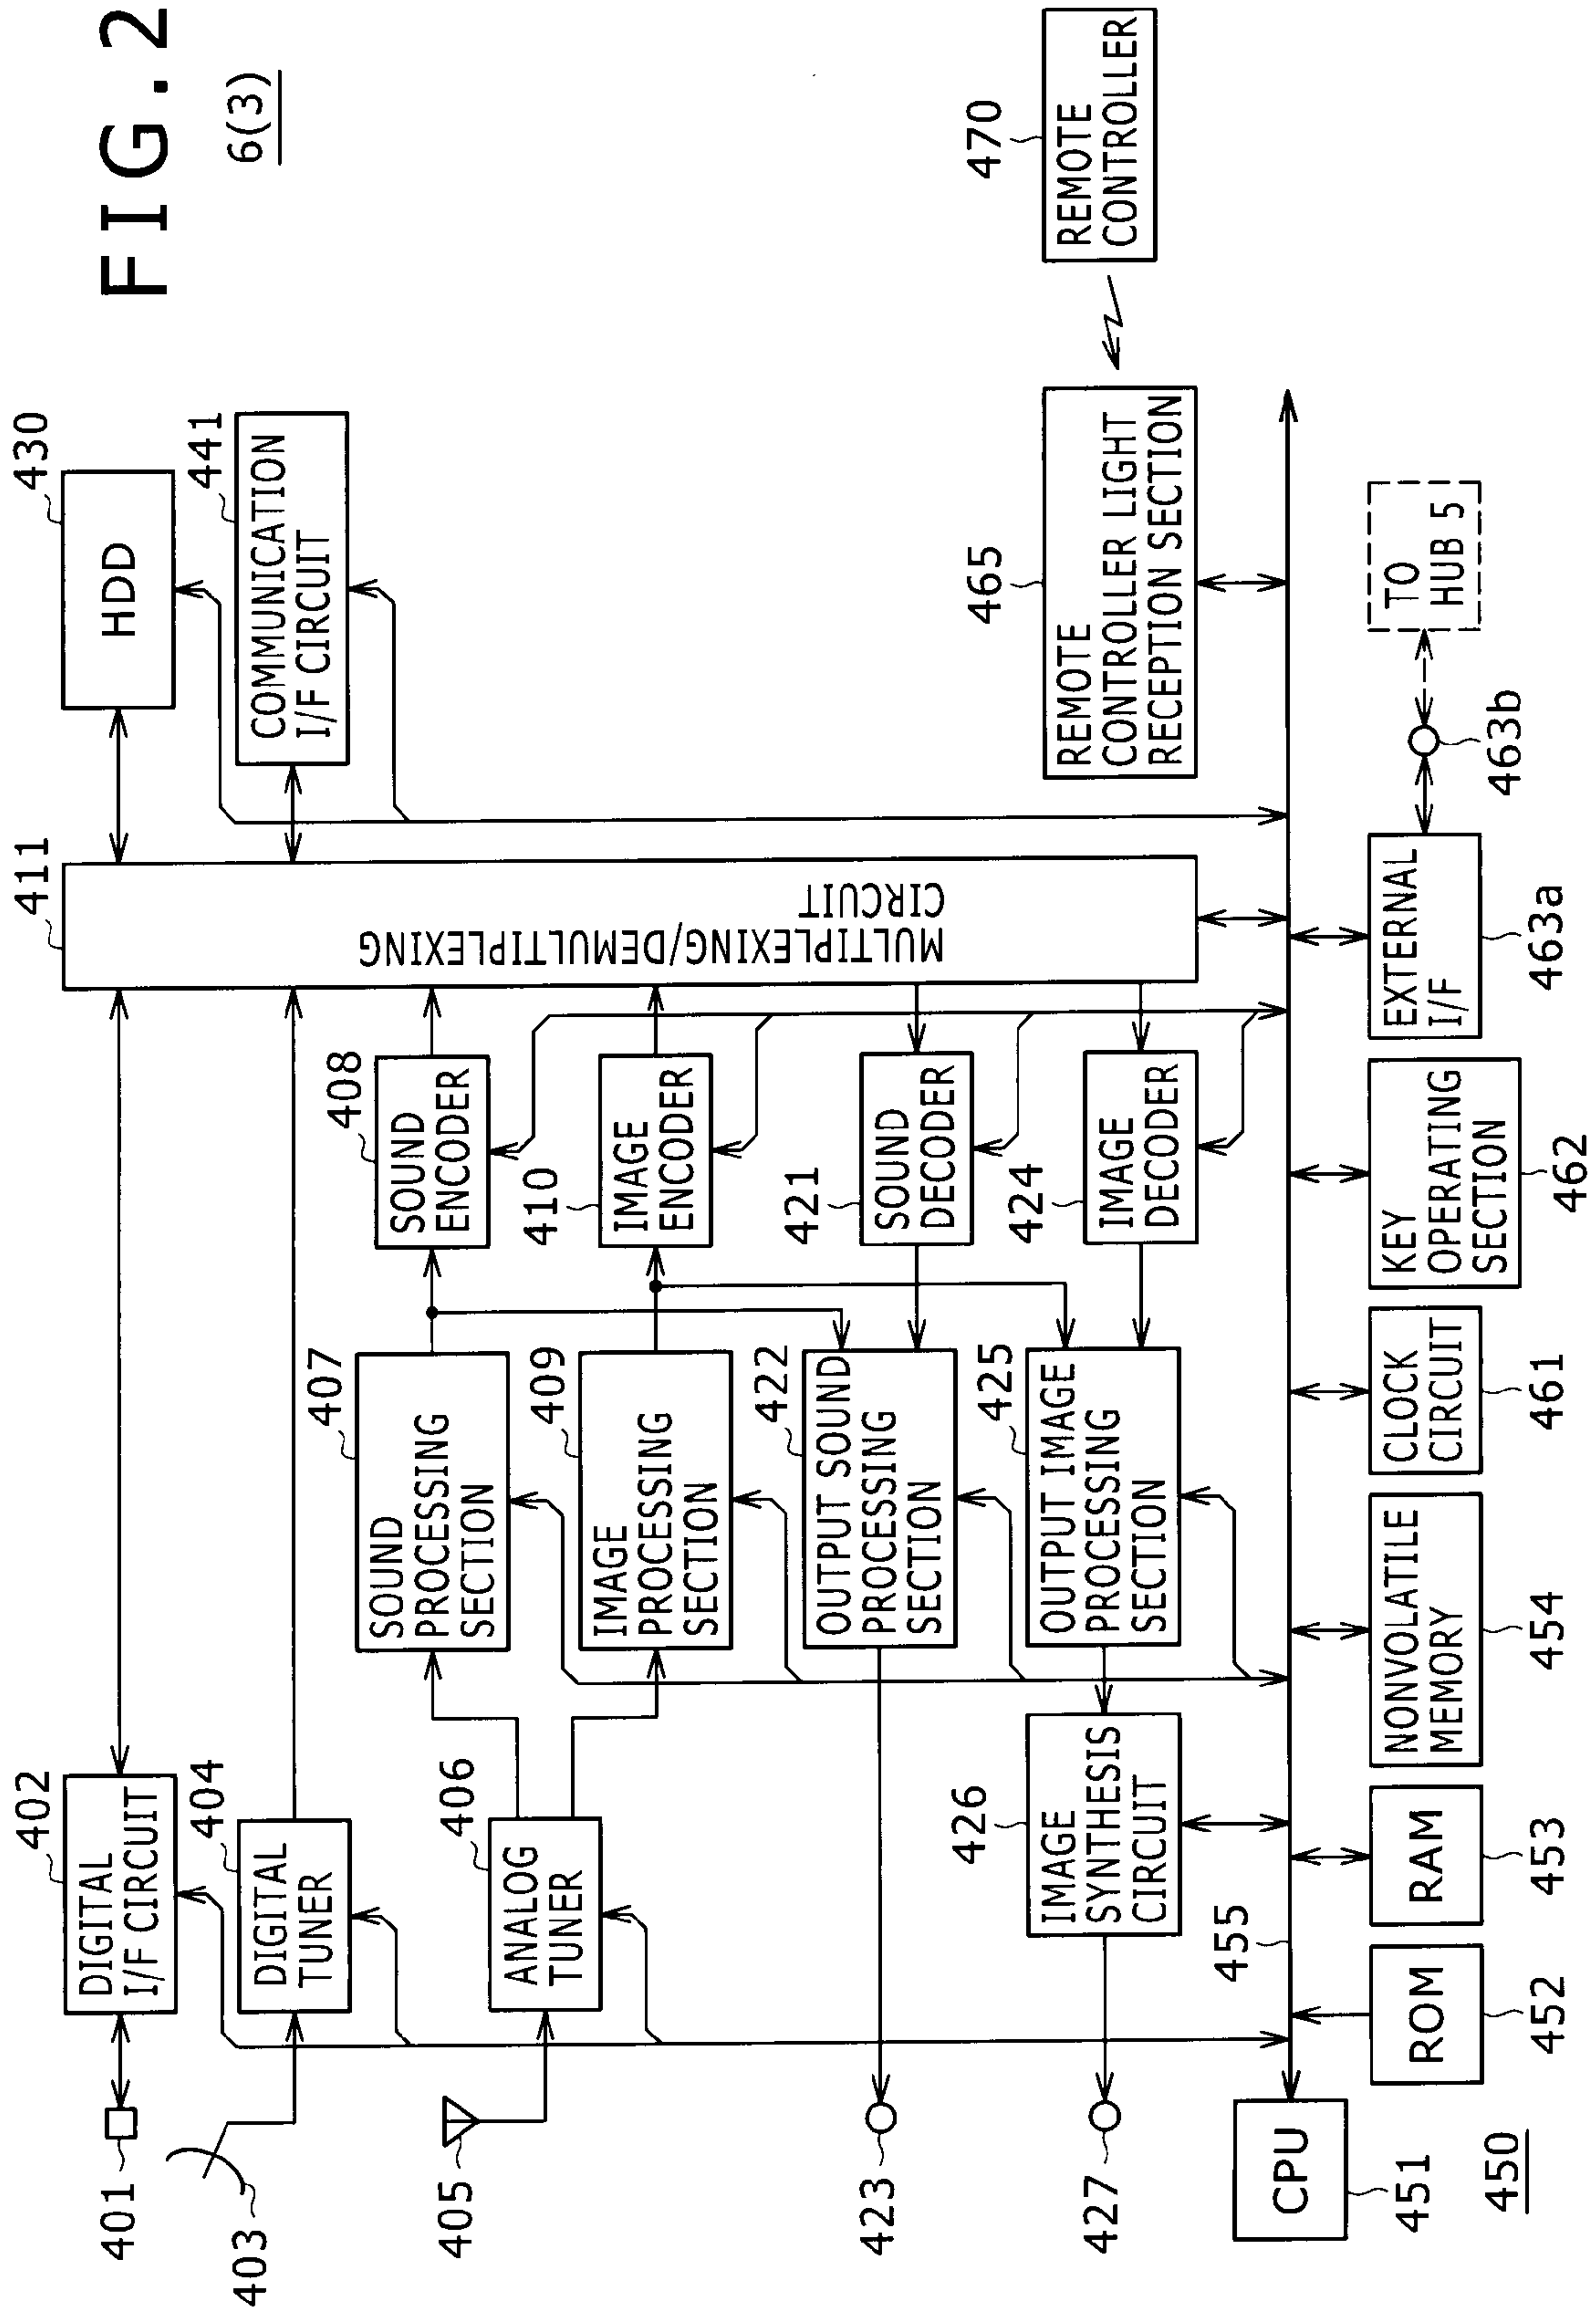 FIG.2
6(3)
401
402
DIGITAL
I/F CIRCUIT
411
MULTIPLEXING/DEMULTIPLEXING
CIRCUIT
430
HDD
403
404
DIGITAL
TUNER
441
COMMUNICATION
I/F CIRCUIT
405
406
ANALOG
TUNER
407
SOUND
PROCESSING
SECTION
408
SOUND
ENCODER
409
IMAGE
PROCESSING
SECTION
410
IMAGE
ENCODER
423
422
OUTPUT SOUND
PROCESSING
SECTION
421
SOUND
DECODER
427
426
IMAGE
SYNTHESIS
CIRCUIT
425
OUTPUT IMAGE
PROCESSING
SECTION
424
IMAGE
DECODER
465
REMOTE
CONTROLLER LIGHT
RECEPTION SECTION
470
REMOTE
CONTROLLER
455
CPU
451
450
ROM
452
RAM
453
NONVOLATILE
MEMORY
454
CLOCK
CIRCUIT
461
KEY
OPERATING
SECTION
462
EXTERNAL
I/F
463a
463b
TO
HUB 5